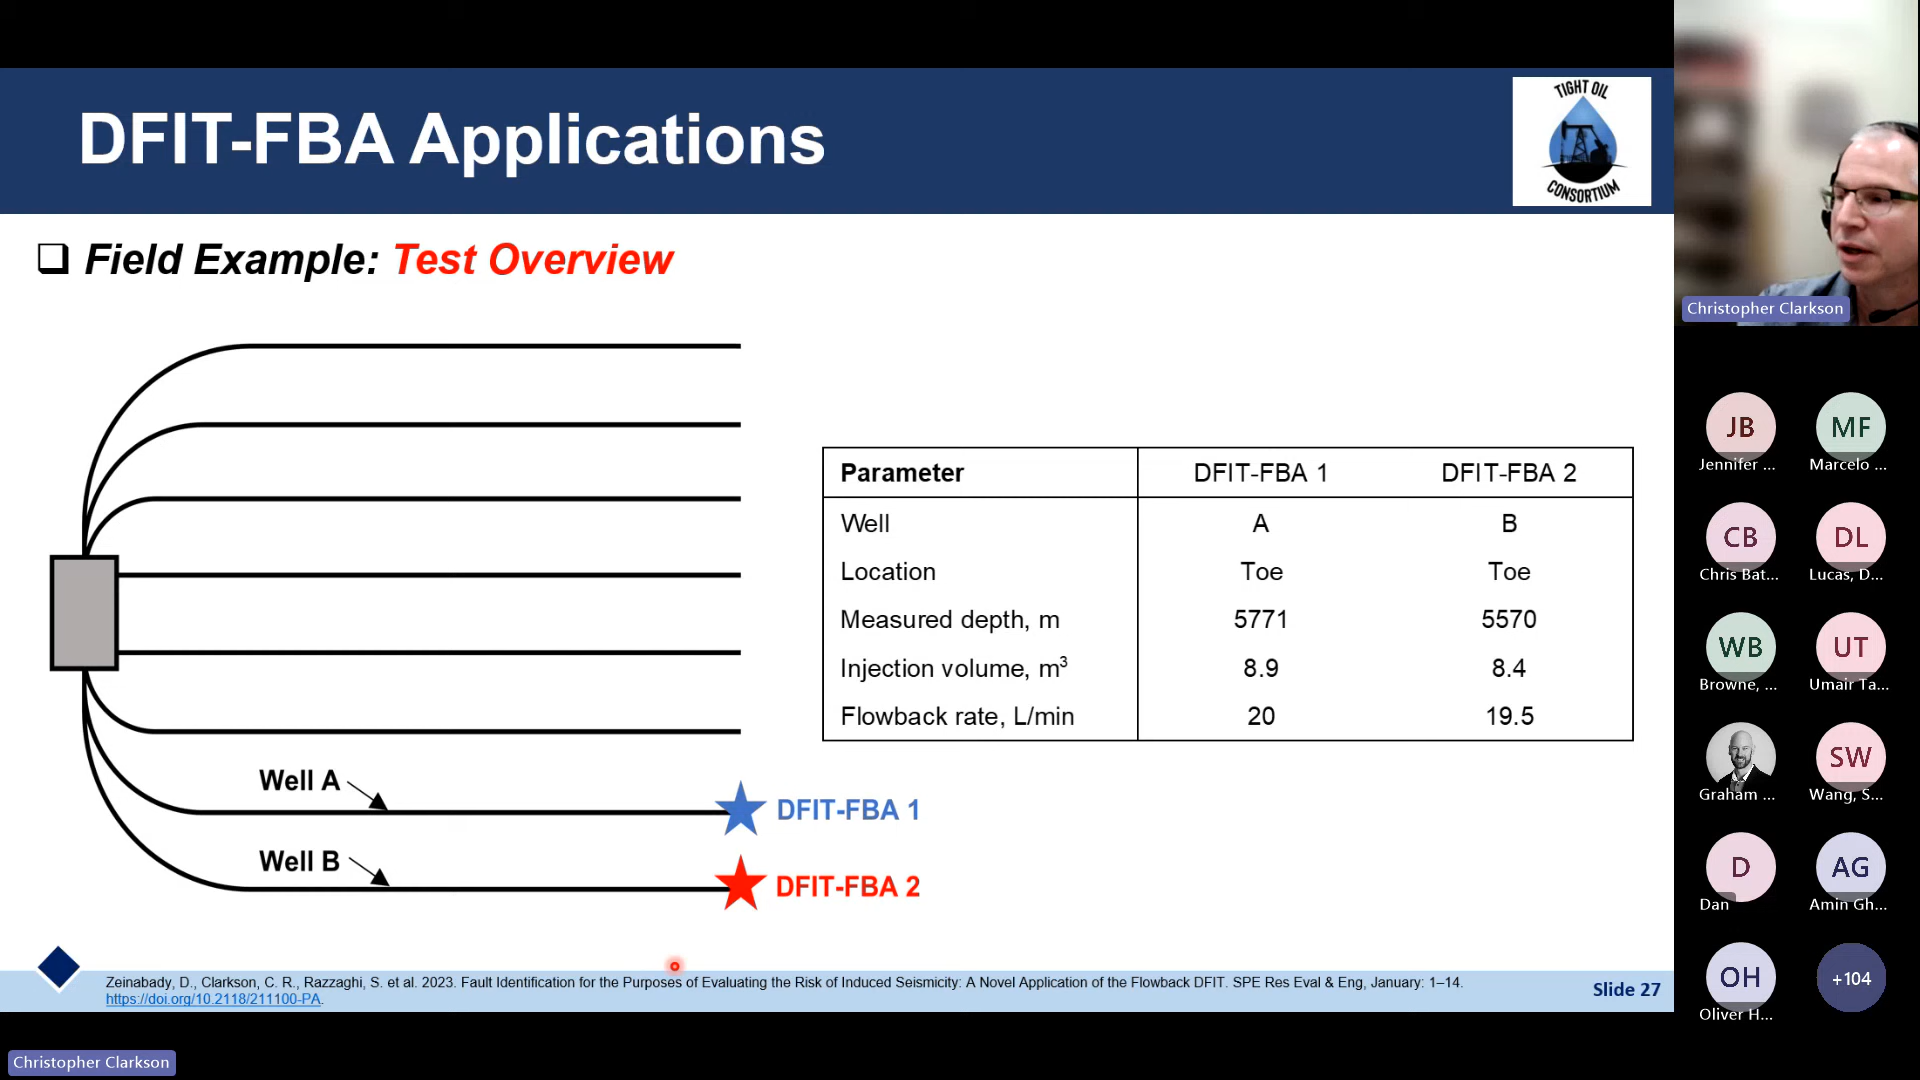 DFIT-FBA Applications
TIGHT OIL
CONSORTIUM
Field Example: Test Overview
Parameter DFIT-FBA 1 DFIT-FBA 2
Well A B
Location Toe Toe
Measured depth, m 5771 5570
Injection volume, m³ 8.9 8.4
Flowback rate, L/min 20 19.5
Well A
DFIT-FBA 1
Well B
DFIT-FBA 2
Zeinabady, D., Clarkson, C. R., Razzaghi, S. et al. 2023. Fault Identification for the Purposes of Evaluating the Risk of Induced Seismicity: A Novel Application of the Flowback DFIT. SPE Res Eval & Eng, January: 1–14.
https://doi.org/10.2118/211100-PA.
Slide 27
Christopher Clarkson
JB MF
Jennifer ... Marcelo ...
CB DL
Chris Bat... Lucas, D...
WB UT
Browne, ... Umair Ta...
SW
Graham ... Wang, S...
D AG
Dan Amin Gh...
OH +104
Oliver H...
Christopher Clarkson